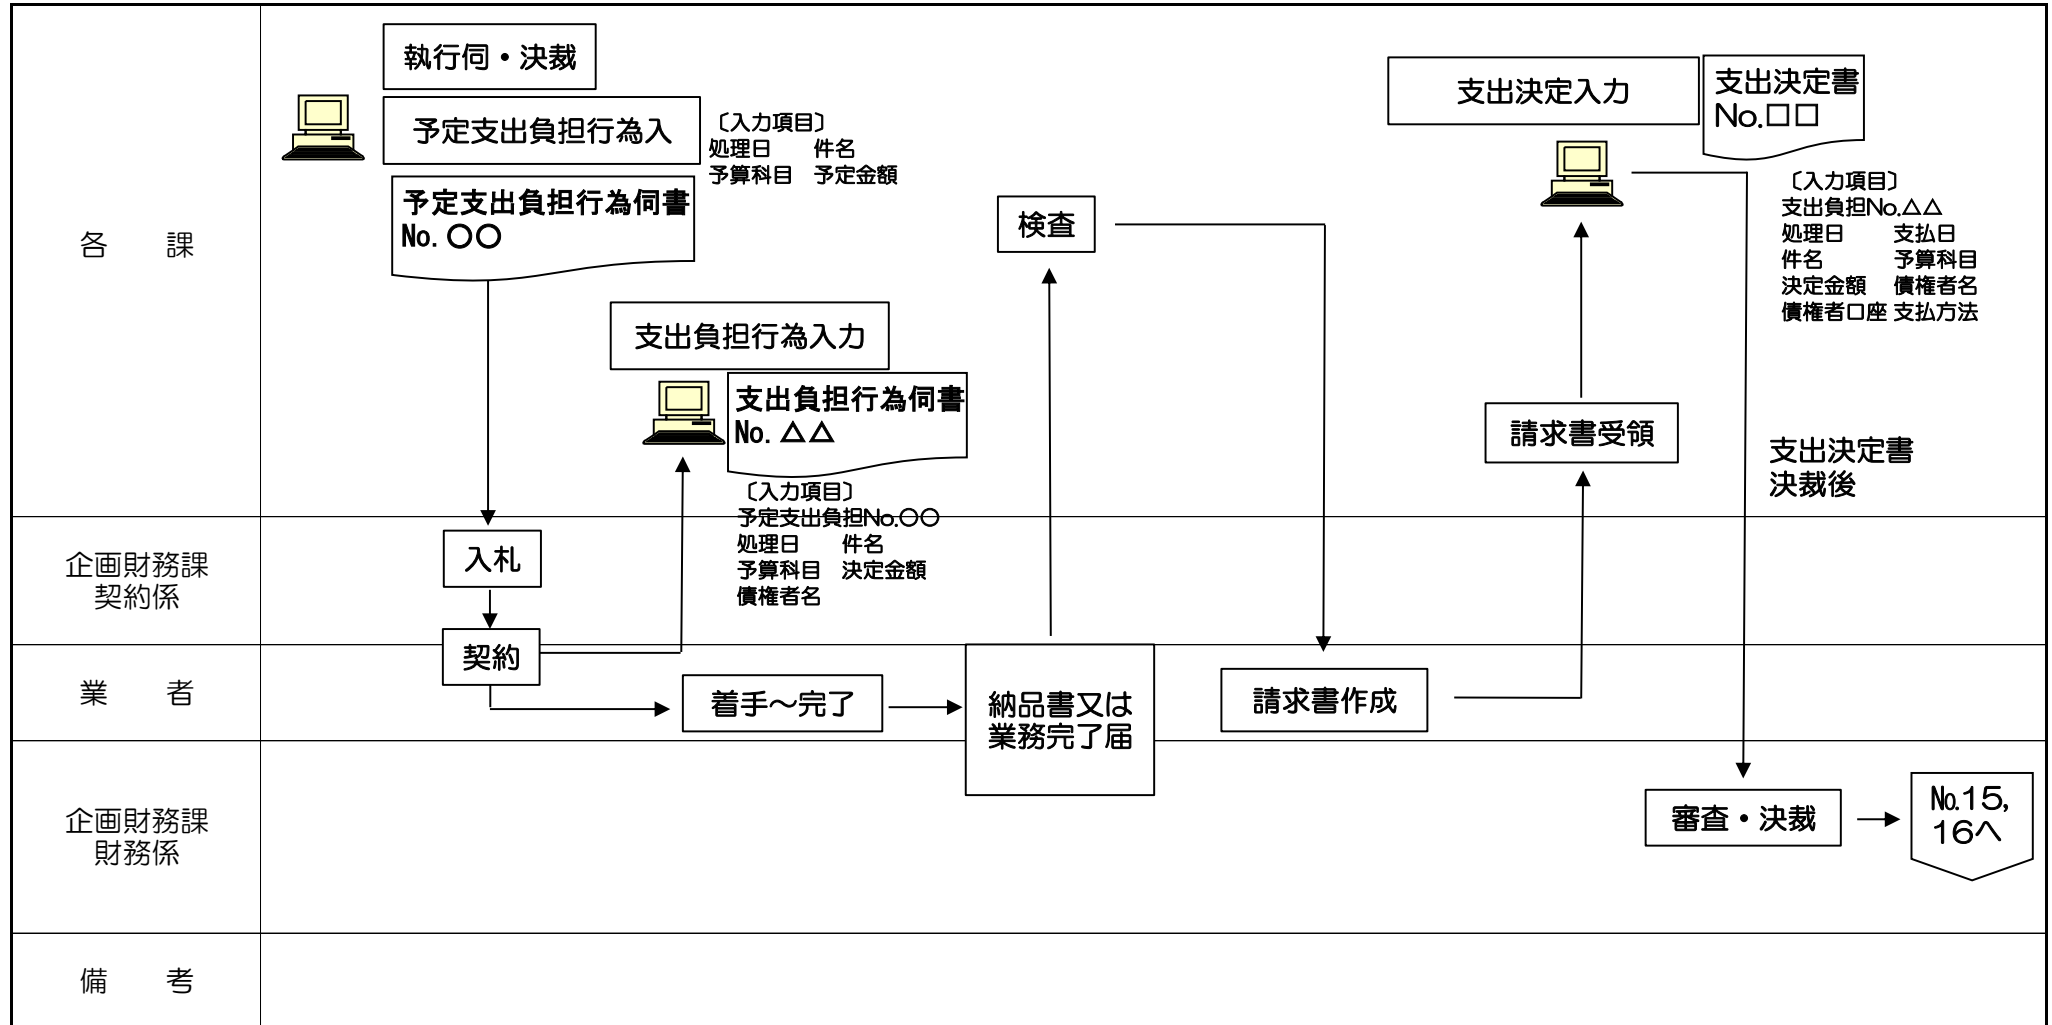 各　　課
執行伺・決裁
予定支出負担行為入
〔入力項目〕
処理日　　件名
予算科目　予定金額
予定支出負担行為伺書
No. 〇〇
支出負担行為入力
支出負担行為伺書
No. △△
〔入力項目〕
予定支出負担No.〇〇
処理日　　件名
予算科目　決定金額
債権者名
検査
支出決定入力
支出決定書
No.□□
〔入力項目〕
支出負担No.△△
処理日　　支払日
件名　　　予算科目
決定金額　債権者名
債権者口座 支払方法
請求書受領
支出決定書
決裁後
企画財務課
契約係
入札
契約
業　　者
着手～完了
納品書又は
業務完了届
請求書作成
企画財務課
財務係
審査・決裁
№15,
16へ
備　　考